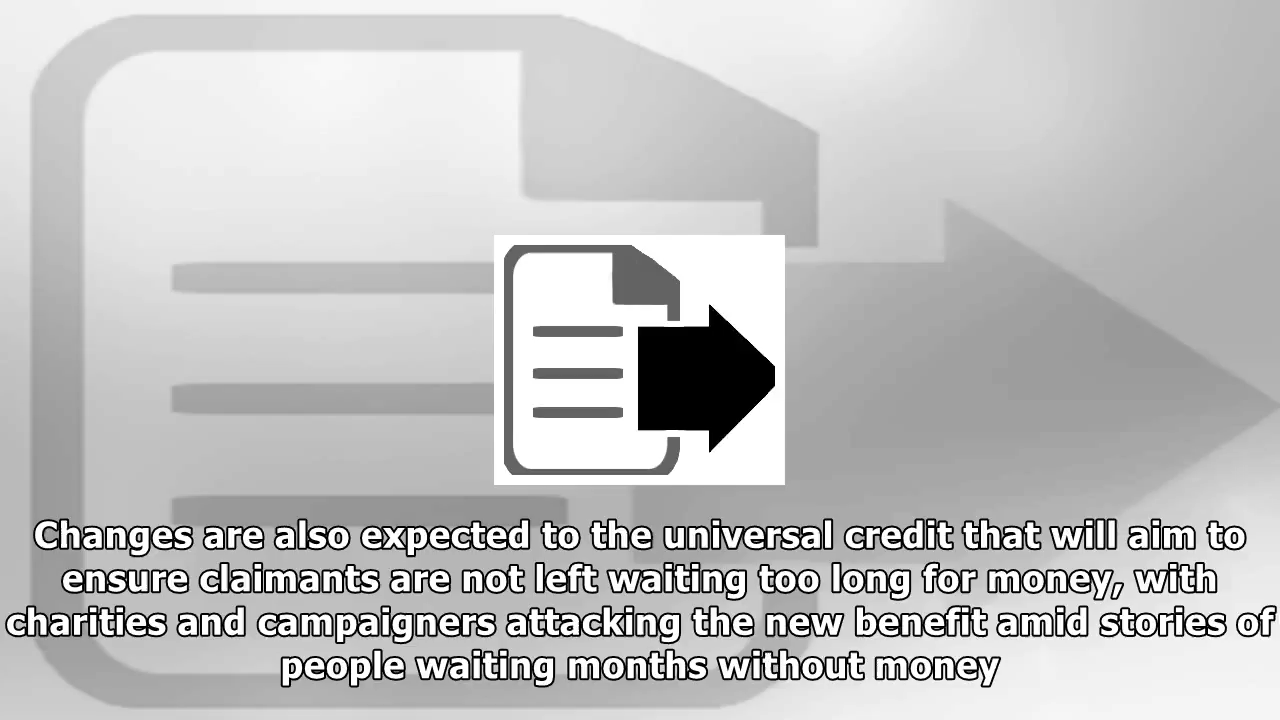 Changes are also expected to the universal credit that will aim to
ensure claimants are not left waiting too long for money, with
charities and campaigners attacking the new benefit amid stories of
people waiting months without money